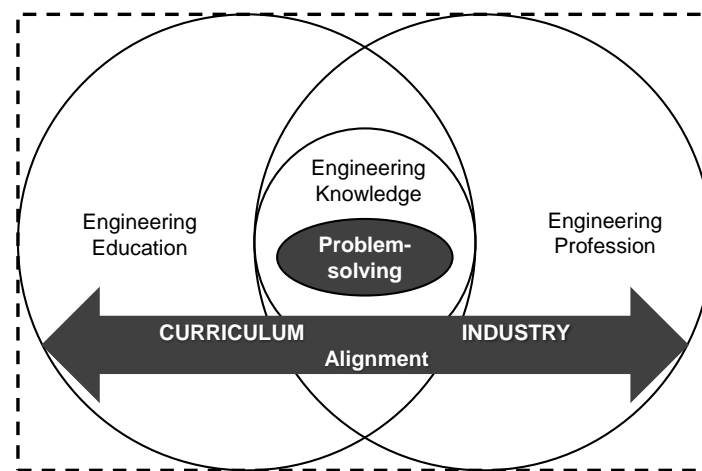 Engineering
Knowledge
Engineering
Education
Engineering
Profession
Problem-
solving
CURRICULUM
INDUSTRY
Alignment